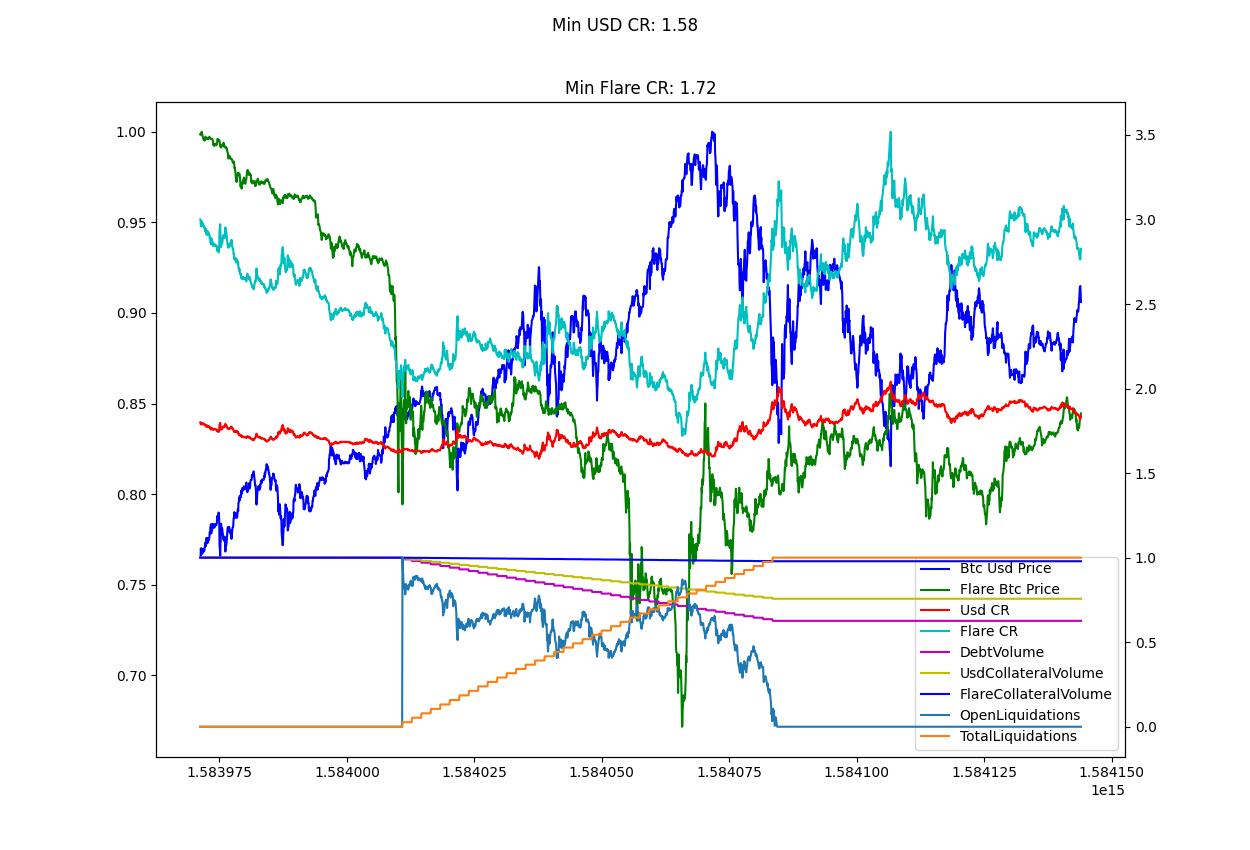 Min USD CR: 1.58
Min Flare CR: 1.72
1.00
0.95
0.90
0.85
0.80
0.75
0.70
3.5
3.0
2.5
2.0
1.5
1.0
0.5
0.0
Btc Usd Price
Flare Btc Price
Usd CR
Flare CR
DebtVolume
UsdCollateralVolume
FlareCollateralVolume
OpenLiquidations
TotalLiquidations
1.583975 1.584000 1.584025 1.584050 1.584075 1.584100 1.584125 1.584150
1e15